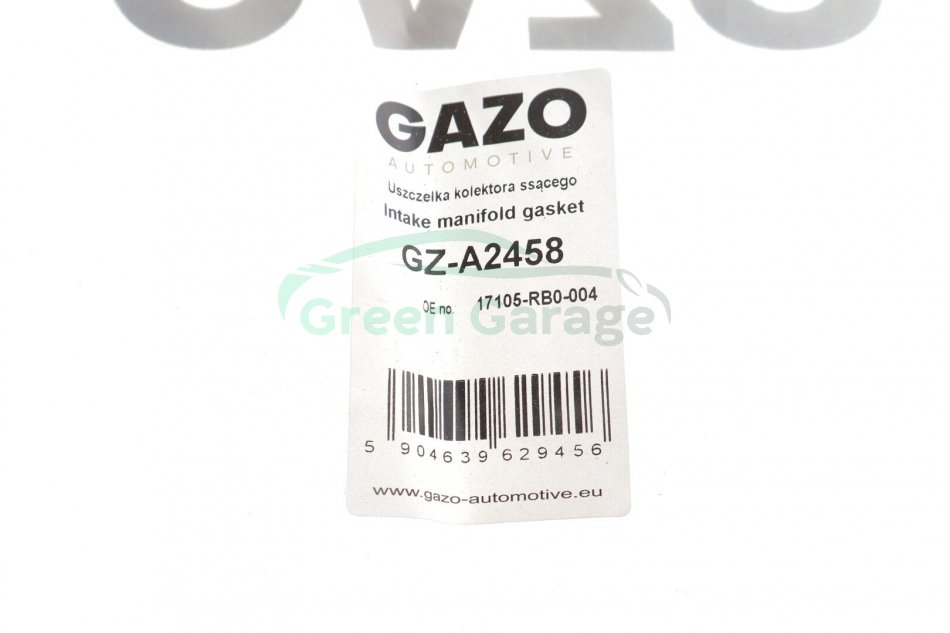 GAZO
GAZO
AUTOMOTIVE
Uszczelka kolektora ssącego
Intake manifold gasket
GZ-A2458
OE no. 17105-RB0-004
Green Garage
5 904639 629456
www.gazo-automotive.eu